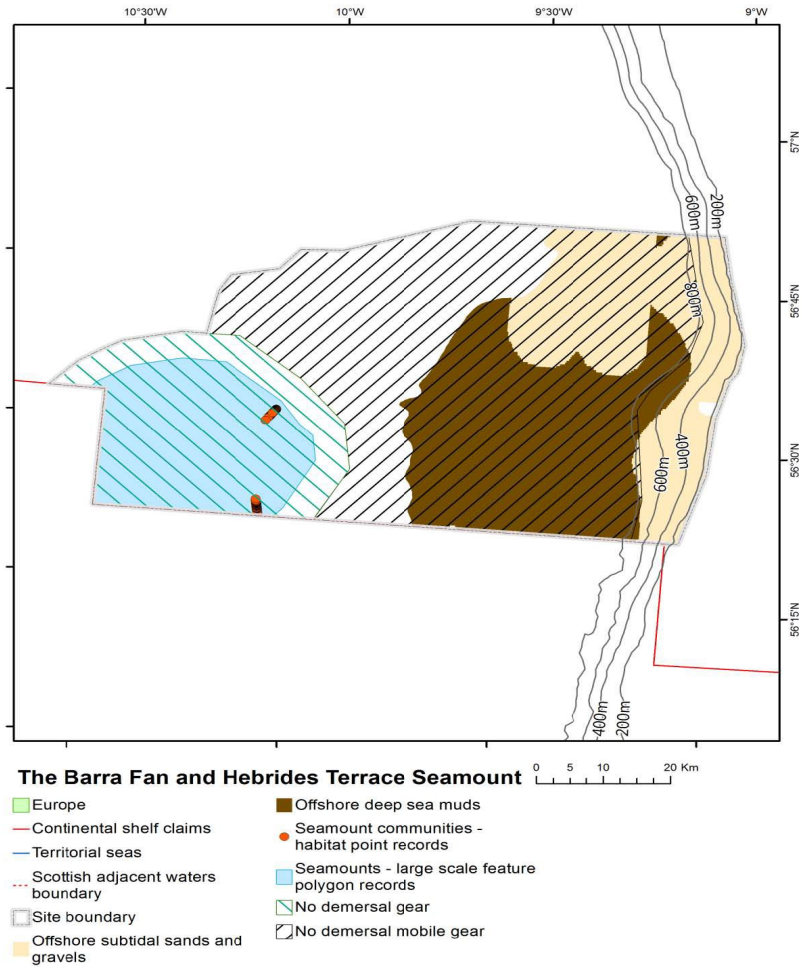 10°30'W
10°W
9°30'W
9°W
57°N
600m
200m
800m
56°45'N
400m
600m
56°30'N
56°15'N
400m
200m
The Barra Fan and Hebrides Terrace Seamount
0 5 10 20 Km
Europe
Continental shelf claims
Territorial seas
Scottish adjacent waters
boundary
Site boundary
Offshore subtidal sands and
gravels
Offshore deep sea muds
Seamount communities -
habitat point records
Seamounts - large scale feature
polygon records
No demersal gear
No demersal mobile gear